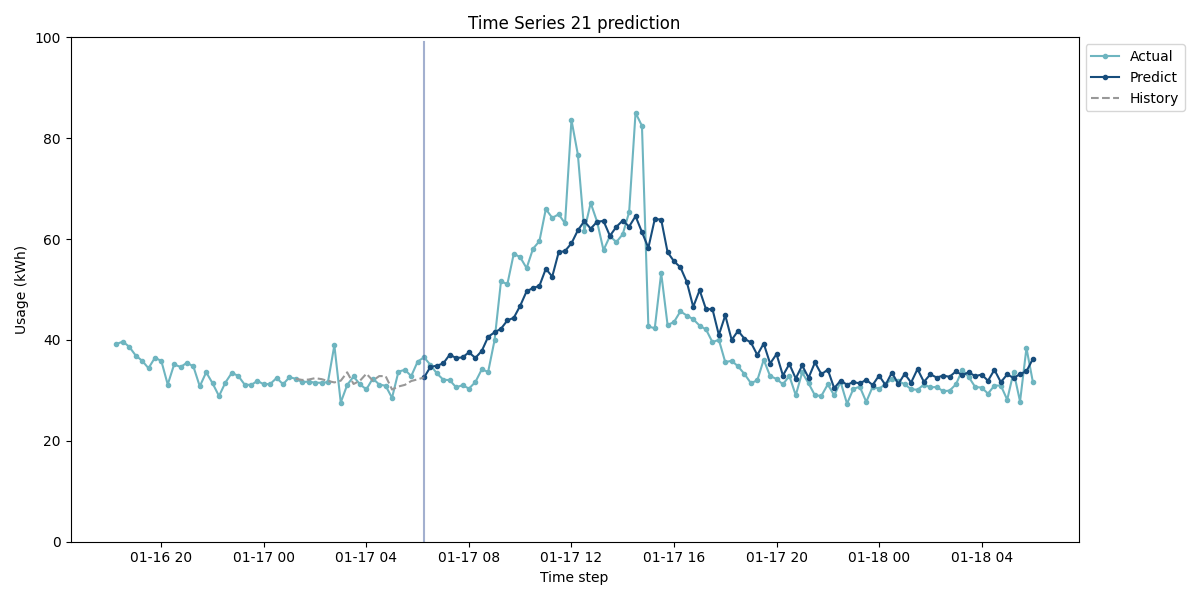 Time Series 21 prediction
Usage (kWh)
100
80
60
40
20
0
01-16 20
01-17 00
01-17 04
01-17 08
01-17 12
01-17 16
01-17 20
01-18 00
01-18 04
Time step
Actual
Predict
History